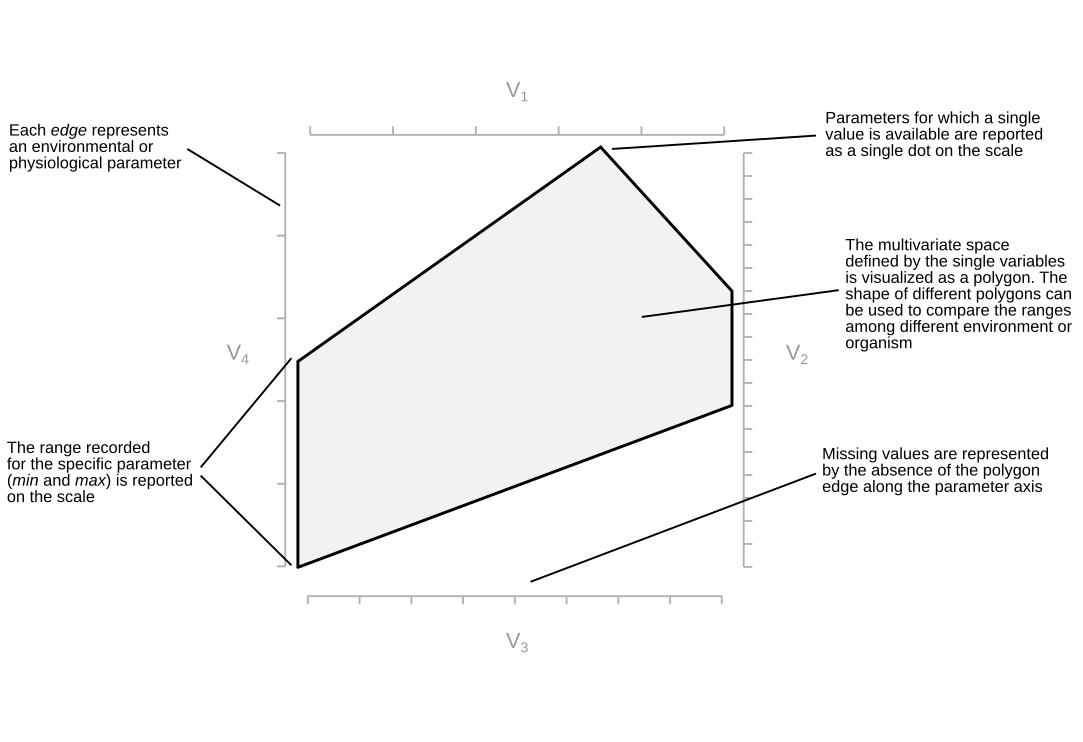 V1
Each edge represents
an environmental or
physiological parameter
Parameters for which a single
value is available are reported
as a single dot on the scale
The multivariate space
defined by the single variables
is visualized as a polygon. The
shape of different polygons can
be used to compare the ranges
among different environment or
organism
V4
V2
The range recorded
for the specific parameter
(min and max) is reported
on the scale
Missing values are represented
by the absence of the polygon
edge along the parameter axis
V3